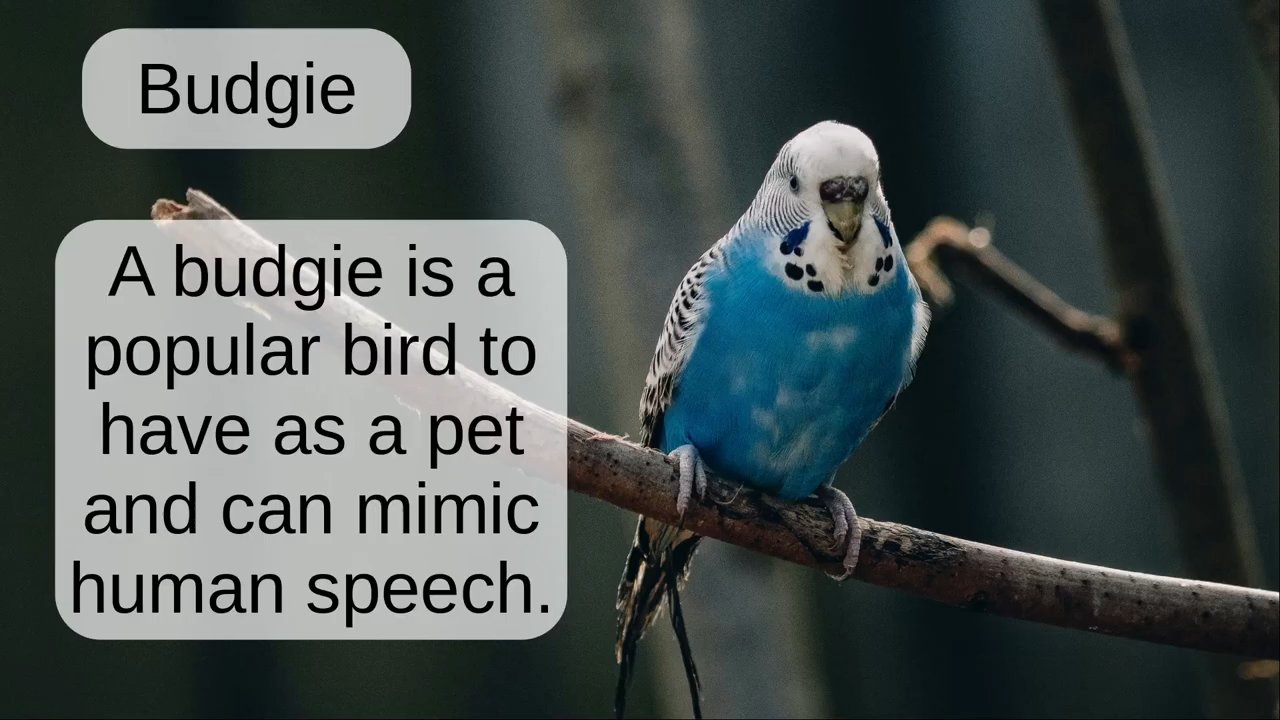 Budgie
A budgie is a
popular bird to
have as a pet
and can mimic
human speech.